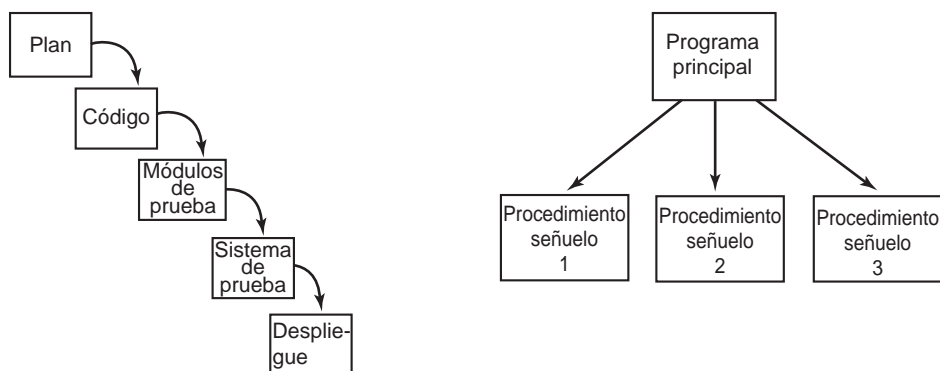 Plan
Código
Módulos
de
prueba
Sistema
de
prueba
Desplie-
gue
Programa
principal
Procedimiento
señuelo
1
Procedimiento
señuelo
2
Procedimiento
señuelo
3